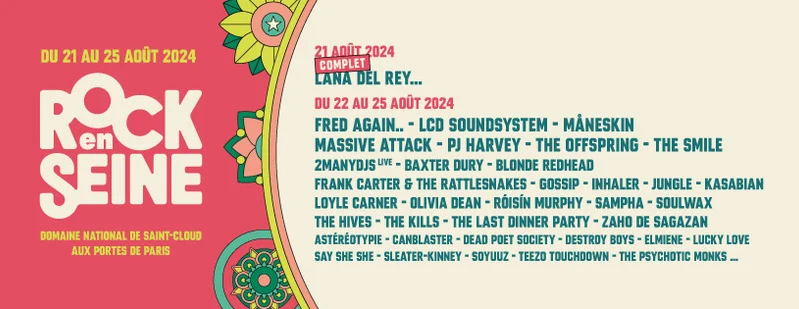 DU 21 AU 25 AOÛT 2024
ROCK
en
SEINE
DOMAINE NATIONAL DE SAINT-CLOUD
AUX PORTES DE PARIS
21 AOÛT 2024
COMPLET
LANA DEL REY...
DU 22 AU 25 AOÛT 2024
FRED AGAIN.. - LCD SOUNDSYSTEM - MÅNESKIN
MASSIVE ATTACK - PJ HARVEY - THE OFFSPRING - THE SMILE
2MANYDJS LIVE - BAXTER DURY - BLONDE REDHEAD
FRANK CARTER & THE RATTLESNAKES - GOSSIP - INHALER - JUNGLE - KASABIAN
LOYLE CARNER - OLIVIA DEAN - RÓISÍN MURPHY - SAMPHA - SOULWAX
THE HIVES - THE KILLS - THE LAST DINNER PARTY - ZAHO DE SAGAZAN
ASTÉRÉOTYPIE - CANBLASTER - DEAD POET SOCIETY - DESTROY BOYS - ELMIENE - LUCKY LOVE
SAY SHE SHE - SLEATER-KINNEY - SOYUUZ - TEEZO TOUCHDOWN - THE PSYCHOTIC MONKS ...